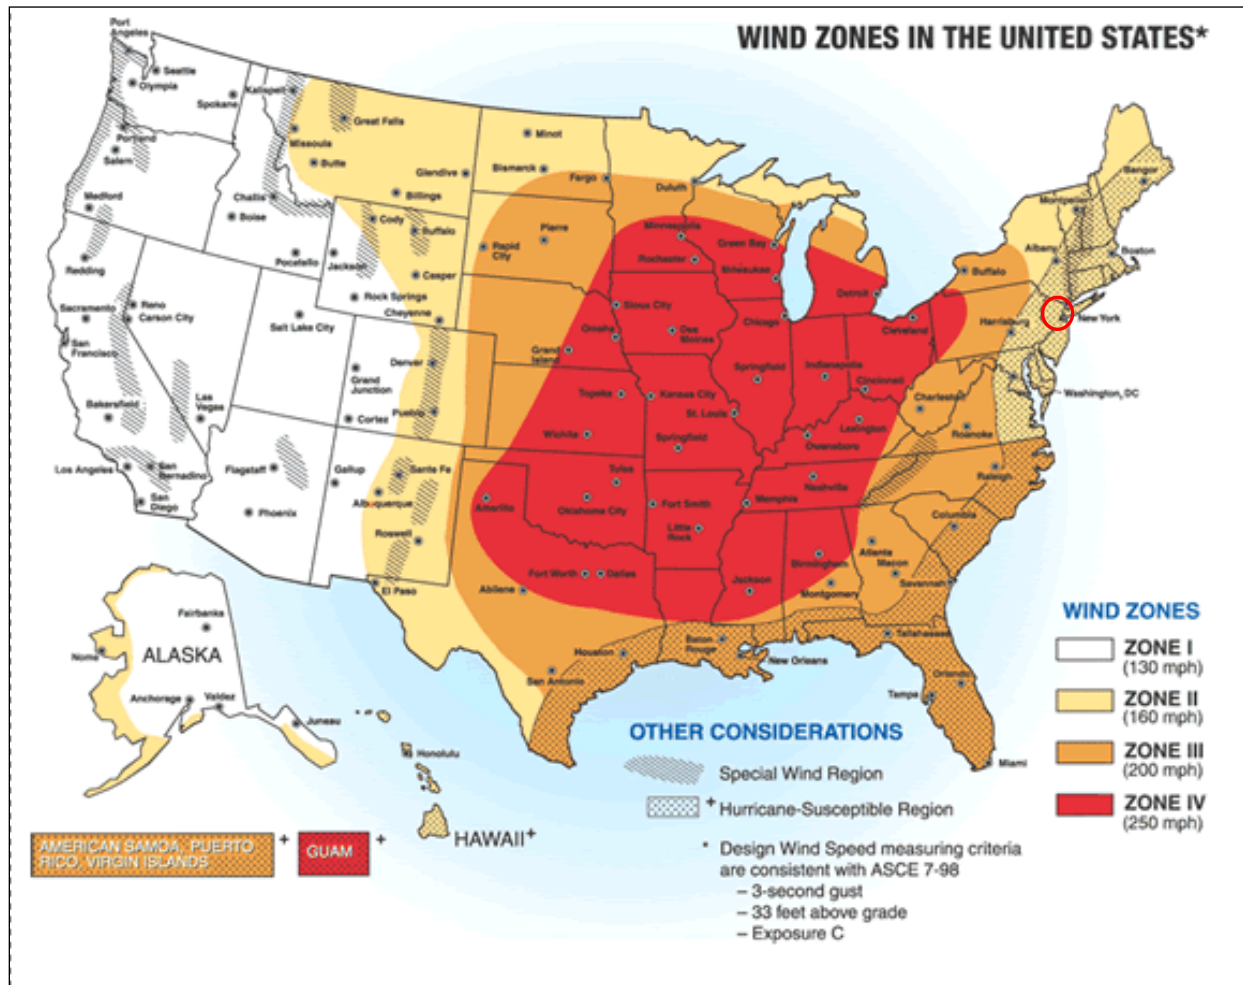 WIND ZONES IN THE UNITED STATES*
Port
Angeles
Seattle
Olympia
Spokane
Kalispell
Great Falls
Portland
Salem
Missoula
Butte
Glendive
Billings
Medford
Challis
Boise
Pocatello
Cody
Buffalo
Jackson
Casper
Rock Springs
Cheyenne
Redding
Sacramento
Reno
Carson City
San
Francisco
Salt Lake City
Denver
Grand
Junction
Pueblo
Cortez
Bakersfield
Las
Vegas
Los Angeles
San
Bernadino
San
Diego
Flagstaff
Phoenix
Gallup
Sante Fe
Albuquerque
Roswell
El Paso
Minot
Bismarck
Fargo
Duluth
Pierre
Rapid
City
Minneapolis
Rochester
Green Bay
Milwaukee
Sioux City
Omaha
Des
Moines
Chicago
Detroit
Cleveland
Grand
Island
Topeka
Kansas City
Springfield
Indianapolis
Cincinnati
St. Louis
Wichita
Springfield
Lexington
Owensboro
Charleston
Roanoke
Tulsa
Amarillo
Oklahoma City
Fort Smith
Memphis
Nashville
Little
Rock
Raleigh
Columbia
Fort Worth
Dallas
Abilene
Jackson
Birmingham
Montgomery
Atlanta
Macon
Savannah
Houston
San Antonio
Baton
Rouge
New Orleans
Tallahassee
Orlando
Tampa
Miami
Bangor
Montpelier
Albany
Boston
Buffalo
Harrisburg
New York
Washington, DC
Fairbanks
Nome
ALASKA
Anchorage
Valdez
Juneau
Honolulu
HAWAII+
AMERICAN SAMOA, PUERTO
RICO, VIRGIN ISLANDS
+
GUAM
+
OTHER CONSIDERATIONS
Special Wind Region
+ Hurricane-Susceptible Region
* Design Wind Speed measuring criteria
are consistent with ASCE 7-98
– 3-second gust
– 33 feet above grade
– Exposure C
WIND ZONES
ZONE I
(130 mph)
ZONE II
(160 mph)
ZONE III
(200 mph)
ZONE IV
(250 mph)